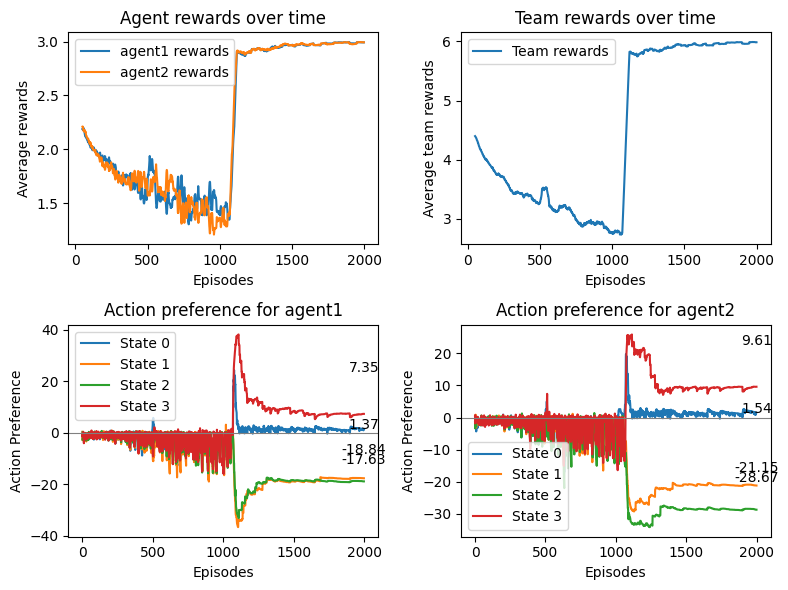 Agent rewards over time
Team rewards over time
3.0
2.5
2.0
1.5
Average rewards
agent1 rewards
agent2 rewards
0
500
1000
1500
2000
Episodes
6
5
4
3
Average team rewards
Team rewards
0
500
1000
1500
2000
Episodes
Action preference for agent1
Action preference for agent2
40
20
0
−20
−40
Action Preference
State 0
State 1
State 2
State 3
7.35
1.37
-18.84
-17.63
0
500
1000
1500
2000
Episodes
20
10
0
−10
−20
−30
Action Preference
9.61
1.54
-21.15
-28.67
State 0
State 1
State 2
State 3
0
500
1000
1500
2000
Episodes